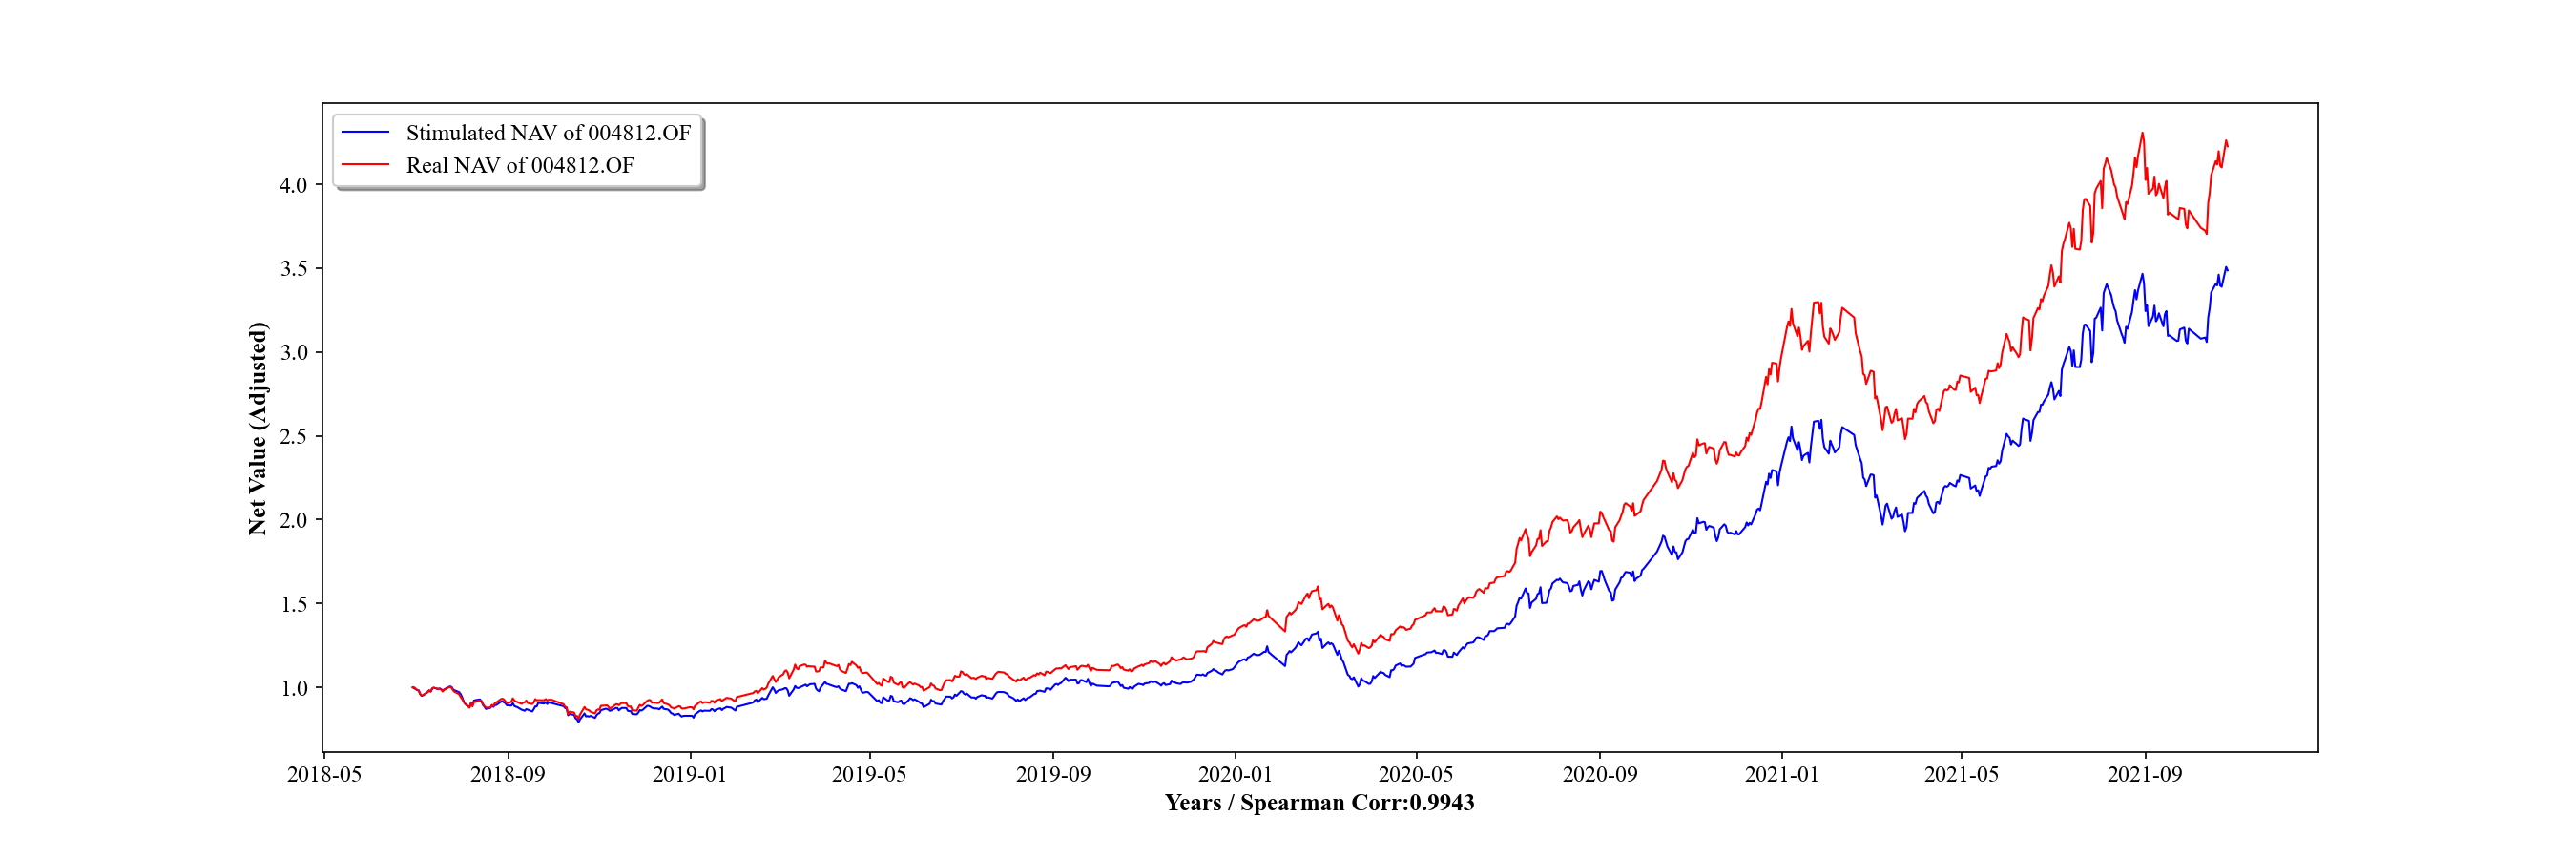 Stimulated NAV of 004812.OF
Real NAV of 004812.OF
Net Value (Adjusted)
4.0
3.5
3.0
2.5
2.0
1.5
1.0
2018-05 2018-09 2019-01 2019-05 2019-09 2020-01 2020-05 2020-09 2021-01 2021-05 2021-09
Years / Spearman Corr:0.9943